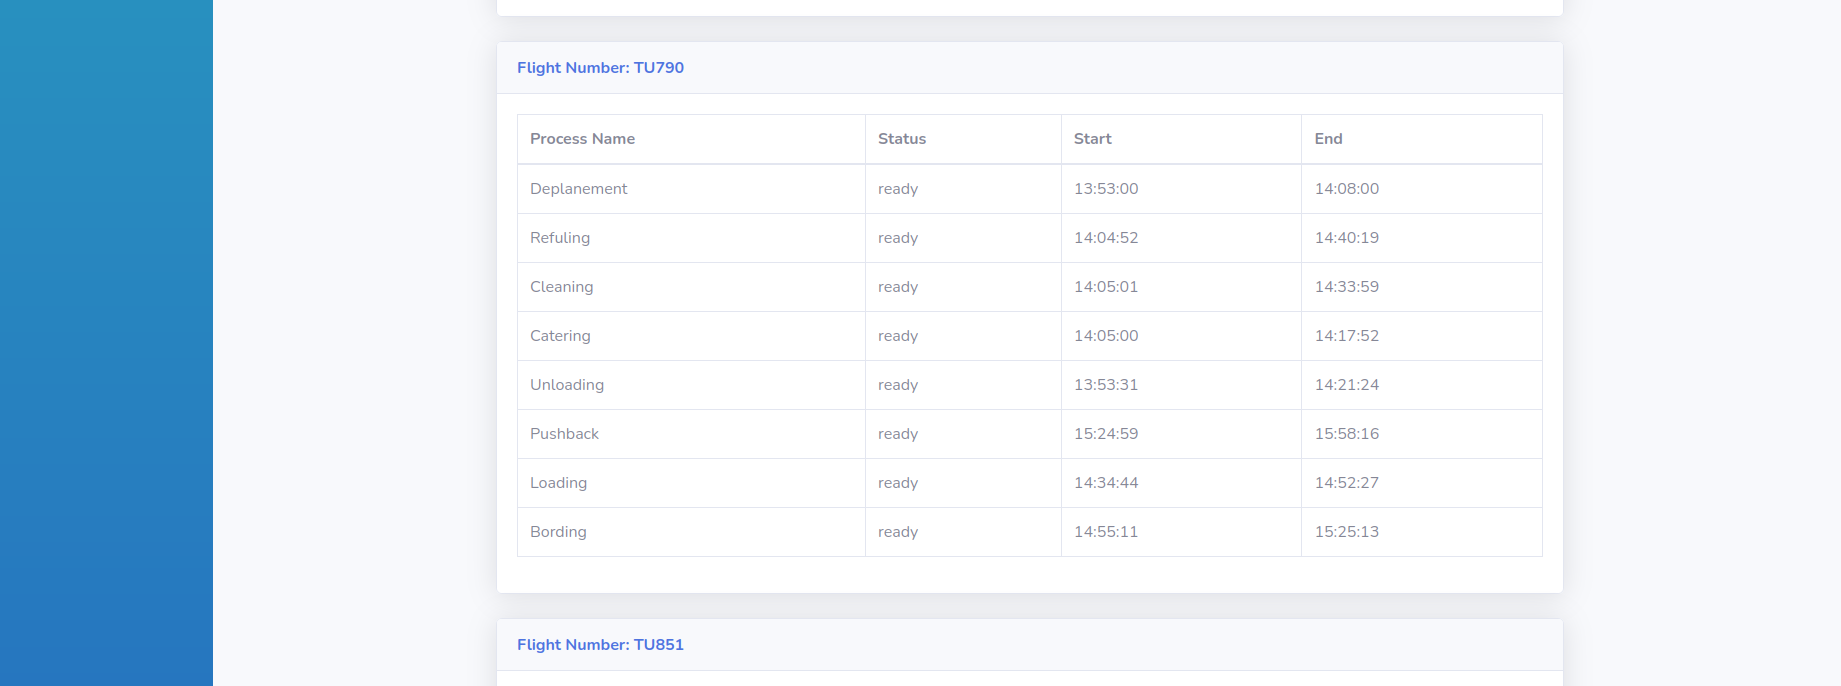 Flight Number: TU790
Process Name Status Start End
Deplanement ready 13:53:00 14:08:00
Refuling ready 14:04:52 14:40:19
Cleaning ready 14:05:01 14:33:59
Catering ready 14:05:00 14:17:52
Unloading ready 13:53:31 14:21:24
Pushback ready 15:24:59 15:58:16
Loading ready 14:34:44 14:52:27
Bording ready 14:55:11 15:25:13
Flight Number: TU851